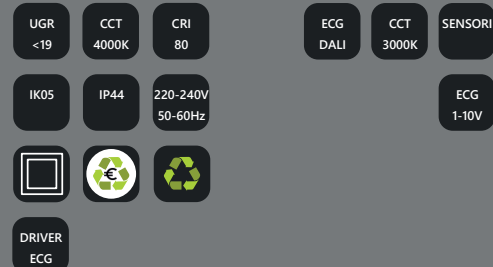 UGR
<19
CCT
4000K
CRI
80
ECG
DALI
CCT
3000K
SENSORI
IK05
IP44
220-240V
50-60Hz
ECG
1-10V
€
DRIVER
ECG